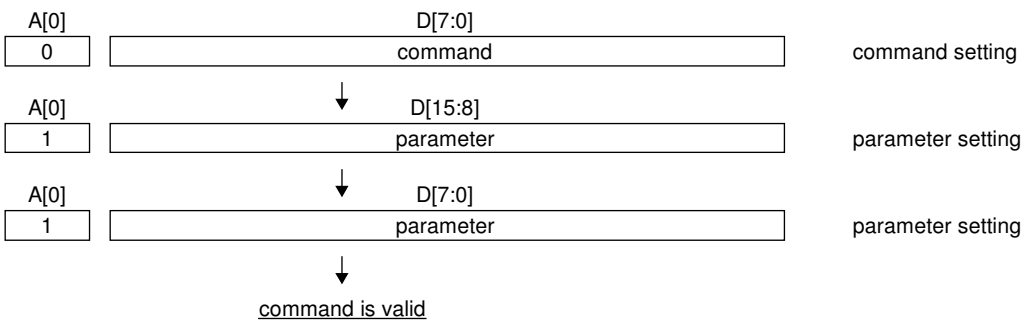 A[0] D[7:0]
0 command command setting
A[0] D[15:8]
1 parameter parameter setting
A[0] D[7:0]
1 parameter parameter setting
command is valid